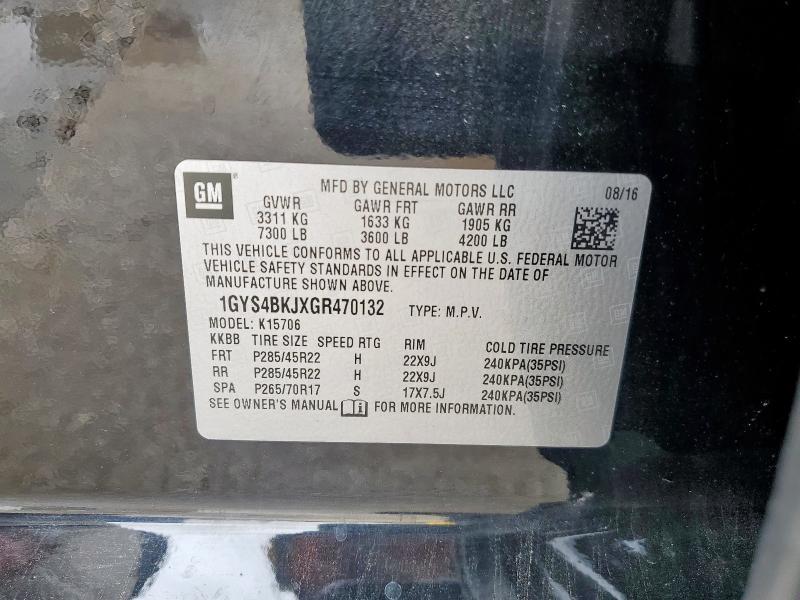 GM
MFD BY GENERAL MOTORS LLC 08/16
GVWR GAWR FRT GAWR RR
3311 KG 1633 KG 1905 KG
7300 LB 3600 LB 4200 LB
THIS VEHICLE CONFORMS TO ALL APPLICABLE U.S. FEDERAL MOTOR
VEHICLE SAFETY STANDARDS IN EFFECT ON THE DATE OF
MANUFACTURE SHOWN ABOVE.
1GYS4BKJXGR470132 TYPE: M.P.V.
MODEL: K15706
KKBB TIRE SIZE SPEED RTG RIM COLD TIRE PRESSURE
FRT P285/45R22 H 22X9J 240KPA(35PSI)
RR P285/45R22 H 22X9J 240KPA(35PSI)
SPA P265/70R17 S 17X7.5J 240KPA(35PSI)
SEE OWNER'S MANUAL i FOR MORE INFORMATION.